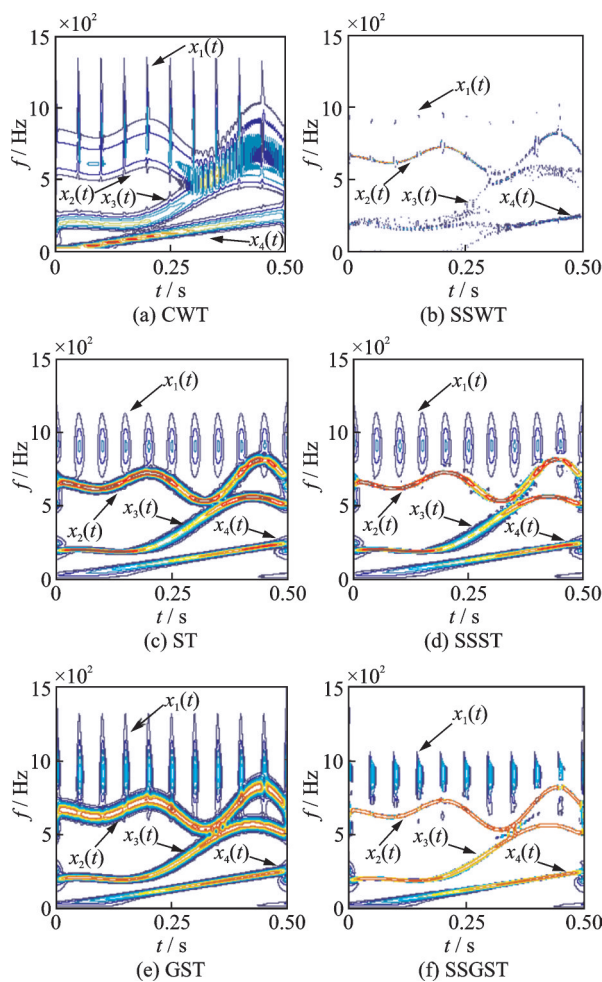 ×10²
15
10
5
0
f / Hz
x₁(t)
x₂(t)
x₃(t)
x₄(t)
0
0.25
0.50
t / s
(a) CWT
×10²
15
10
5
0
f / Hz
x₁(t)
x₂(t)
x₃(t)
x₄(t)
0
0.25
0.50
t / s
(b) SSWT
×10²
15
10
5
0
f / Hz
x₁(t)
x₂(t)
x₃(t)
x₄(t)
0
0.25
0.50
t / s
(c) ST
×10²
15
10
5
0
f / Hz
x₁(t)
x₂(t)
x₃(t)
x₄(t)
0
0.25
0.50
t / s
(d) SSST
×10²
15
10
5
0
f / Hz
x₁(t)
x₂(t)
x₃(t)
x₄(t)
0
0.25
0.50
t / s
(e) GST
×10²
15
10
5
0
f / Hz
x₁(t)
x₂(t)
x₃(t)
x₄(t)
0
0.25
0.50
t / s
(f) SSGST